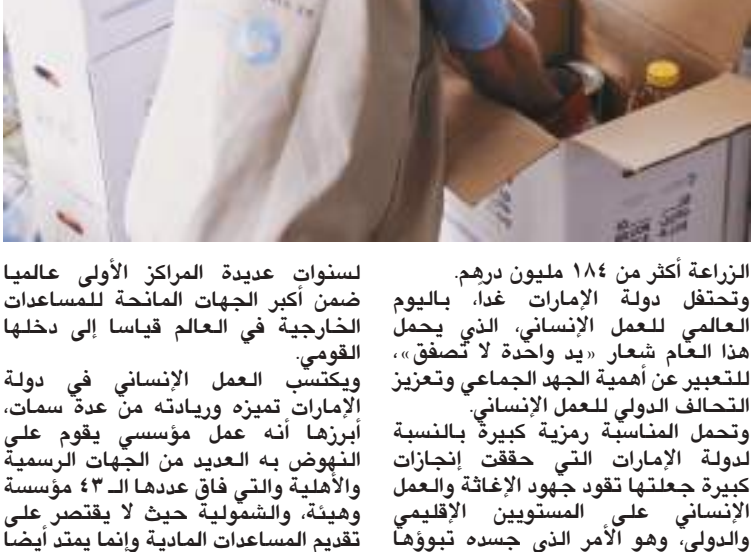 الزراعة أكثر من ١٨٤ مليون درهم.
وتحتفل دولة الإمارات غداً، باليوم
العالمي للعمل الإنساني، الذي يحمل
هذا العام شعار «يد واحدة لا تصفق»،
للتعبير عن أهمية الجهد الجماعي وتعزيز
التحالف الدولي للعمل الإنساني.
وتحمل المناسبة رمزية كبيرة بالنسبة
لدولة الإمارات التي حققت إنجازات
كبيرة جعلتها تقود جهود الإغاثة والعمل
الإنساني على المستويين الإقليمي
والدولي، وهو الأمر الذي جسده تبوؤها
لسنوات عديدة المراكز الأولى عالميا
ضمن أكبر الجهات المانحة للمساعدات
الخارجية في العالم قياسا إلى دخلها
القومي.
ويكتسب العمل الإنساني في دولة
الإمارات تميزه وريادته من عدة سمات،
أبرزها أنه عمل مؤسسي يقوم على
النهوض به العديد من الجهات الرسمية
والأهلية والتي فاق عددها الـ ٤٣ مؤسسة
وهيئة، والشمولية حيث لا يقتصر على
تقديم المساعدات المادية وإنما يمتد أيضا